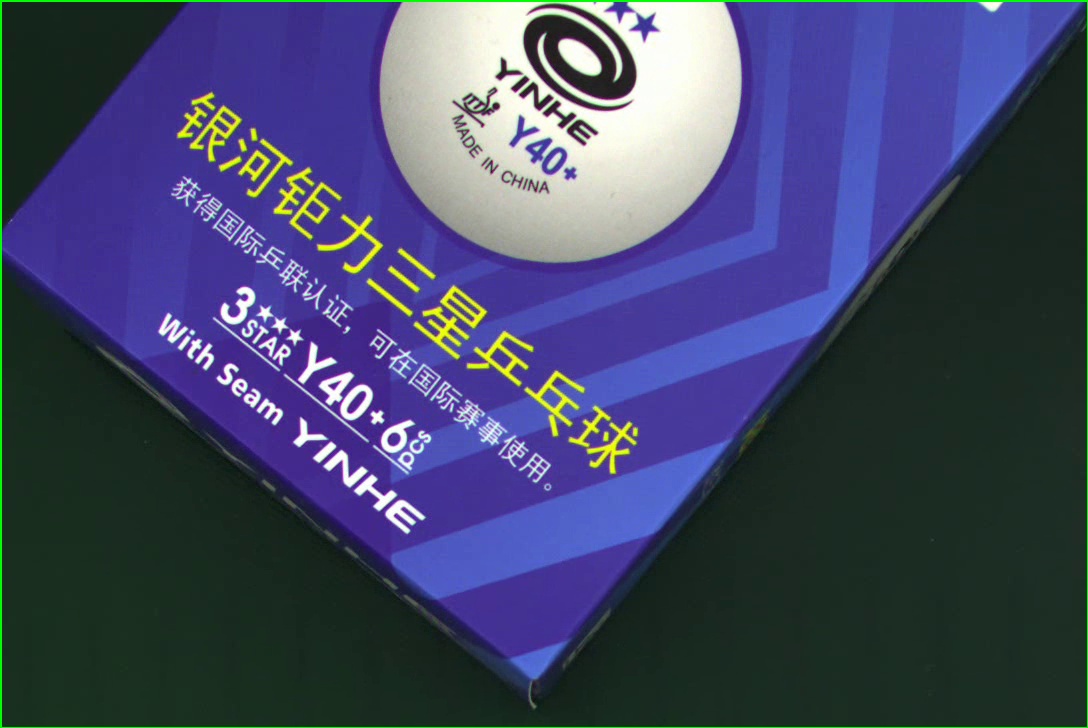 YINHE
ITTF
Y40+
MADE IN CHINA
银河钜力三星乒乓球
获得国际乒联认证，可在国际赛事使用。
3 STAR Y40+ 6 PCS
With Seam YINHE